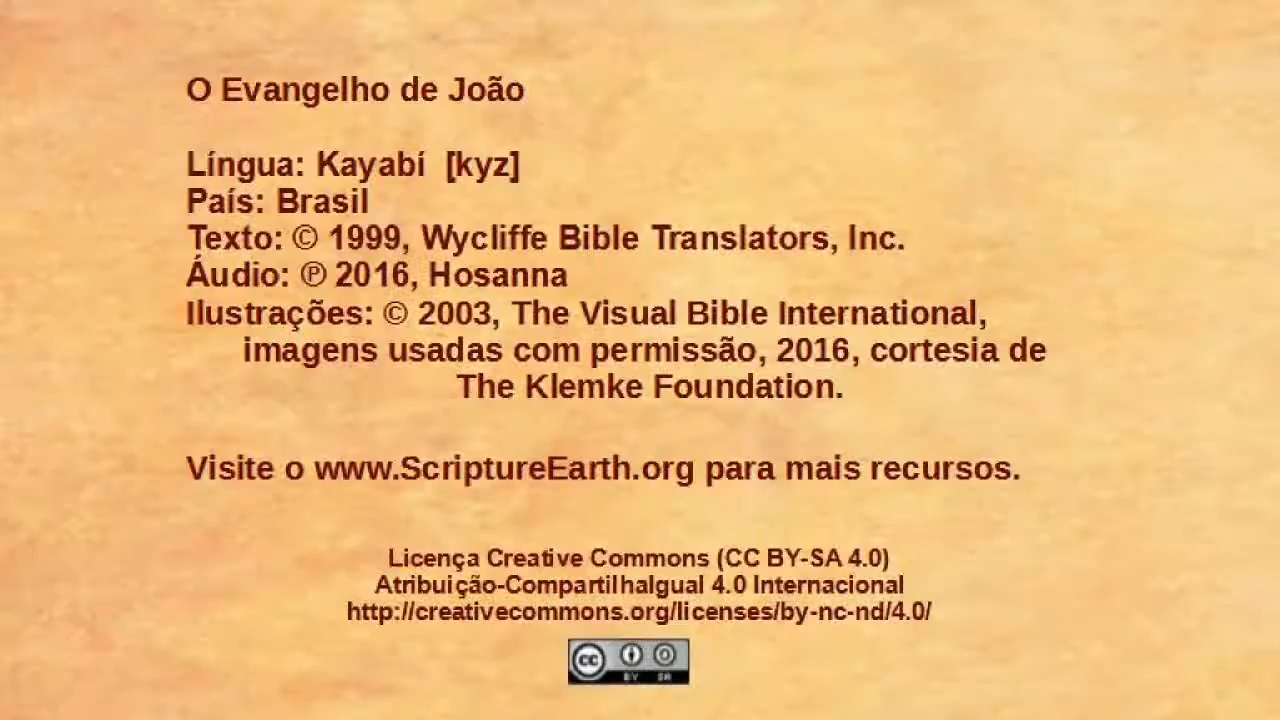 O Evangelho de João
Língua: Kayabí [kyz]
País: Brasil
Texto: © 1999, Wycliffe Bible Translators, Inc.
Áudio: ℗ 2016, Hosanna
Ilustrações: © 2003, The Visual Bible International,
imagens usadas com permissão, 2016, cortesia de
The Klemke Foundation.
Visite o www.ScriptureEarth.org para mais recursos.
Licença Creative Commons (CC BY-SA 4.0)
Atribuição-CompartilhaIgual 4.0 Internacional
http://creativecommons.org/licenses/by-nc-nd/4.0/
cc
BY SA